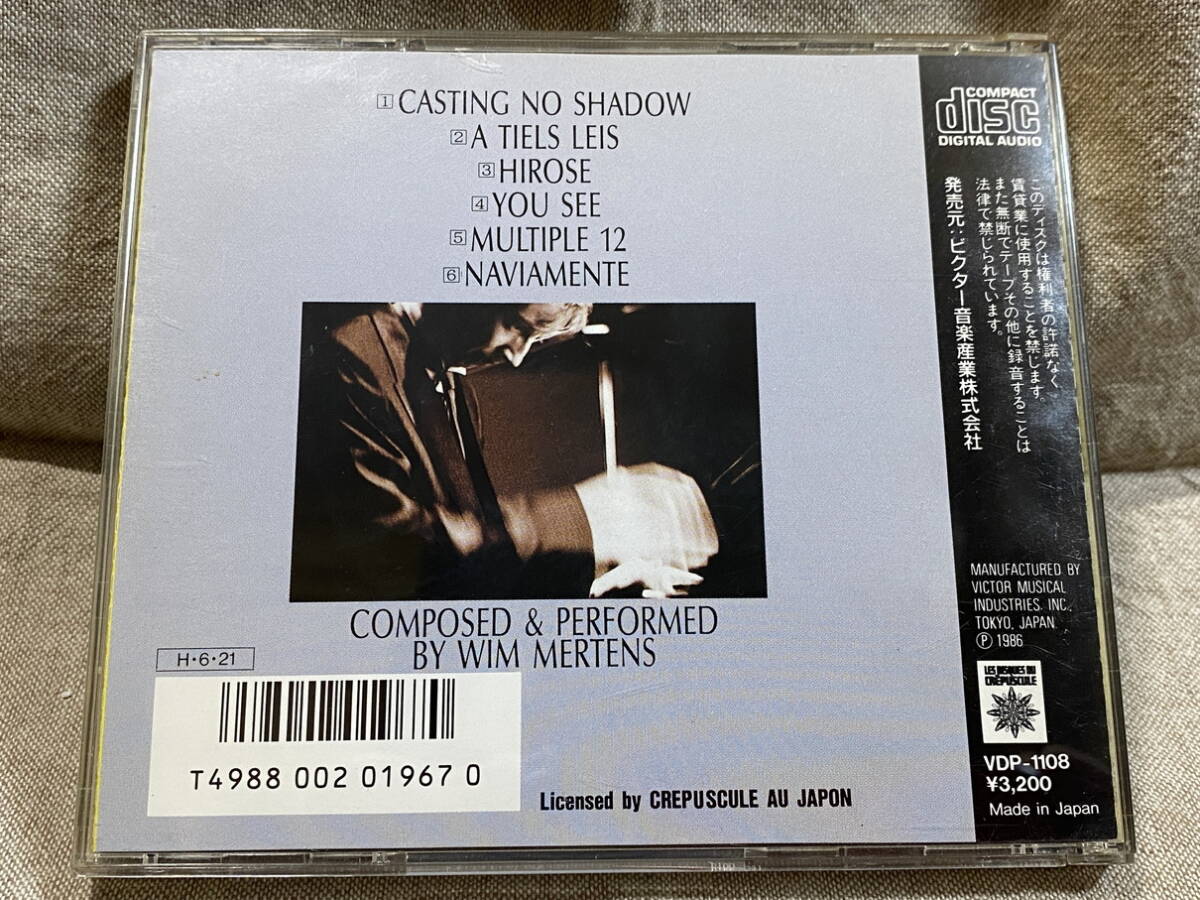 1 CASTING NO SHADOW
2 A TIELS LEIS
3 HIROSE
4 YOU SEE
5 MULTIPLE 12
6 NAVIAMENTE
COMPOSED & PERFORMED
BY WIM MERTENS
H・6・21
T4988 002 01967 0
Licensed by CREPUSCULE AU JAPON
COMPACT
disc
DIGITAL AUDIO
このディスクは権利者の許諾なく
賃貸業に使用することを禁じます。
また無断でテープその他に録音することは
法律で禁じられています。
発売元:ビクター音楽産業株式会社
MANUFACTURED BY
VICTOR MUSICAL
INDUSTRIES. INC.,
TOKYO, JAPAN
Ⓟ 1986
LES DISQUES DU
CRÉPUSCULE
VDP-1108
¥3,200
Made in Japan